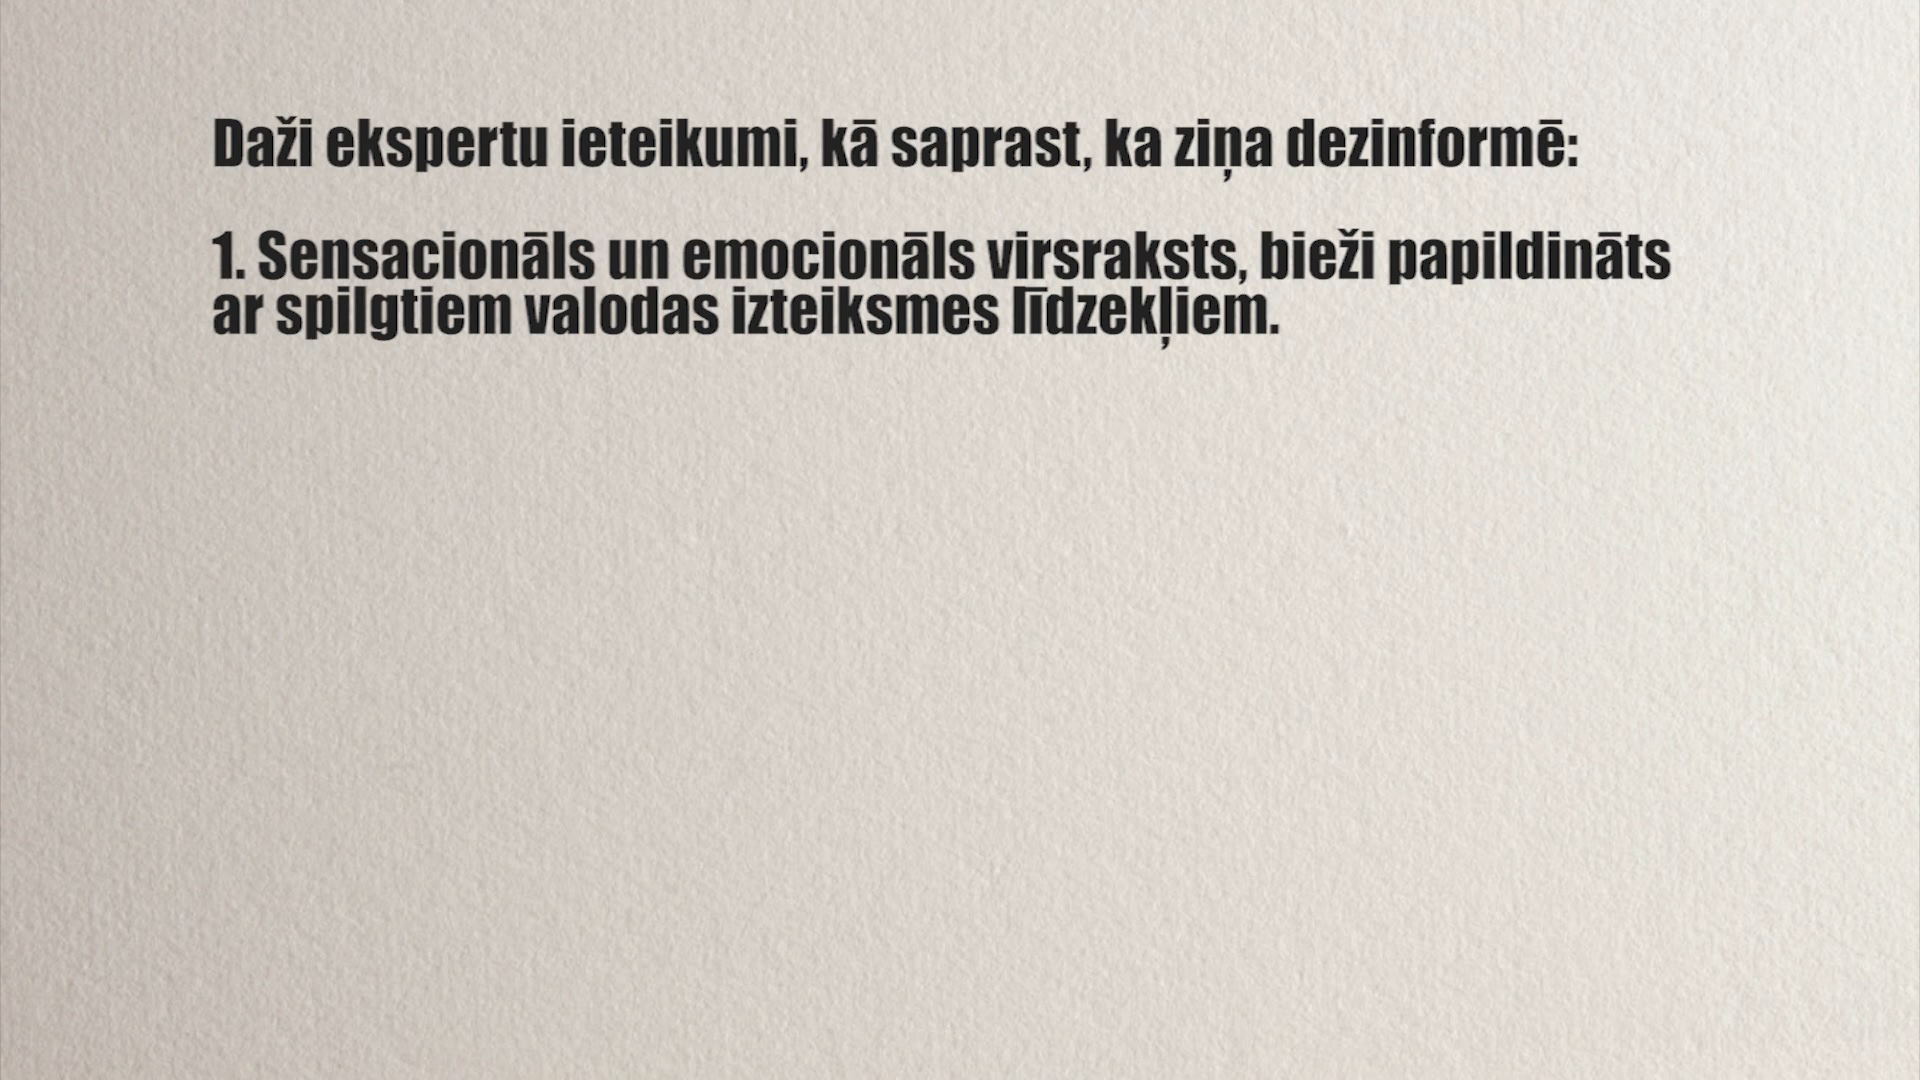 Daži ekspertu ieteikumi, kā saprast, ka ziņa dezinformē:
1. Sensacionāls un emocionāls virsraksts, bieži papildināts
ar spilgtiem valodas izteiksmes līdzekļiem.